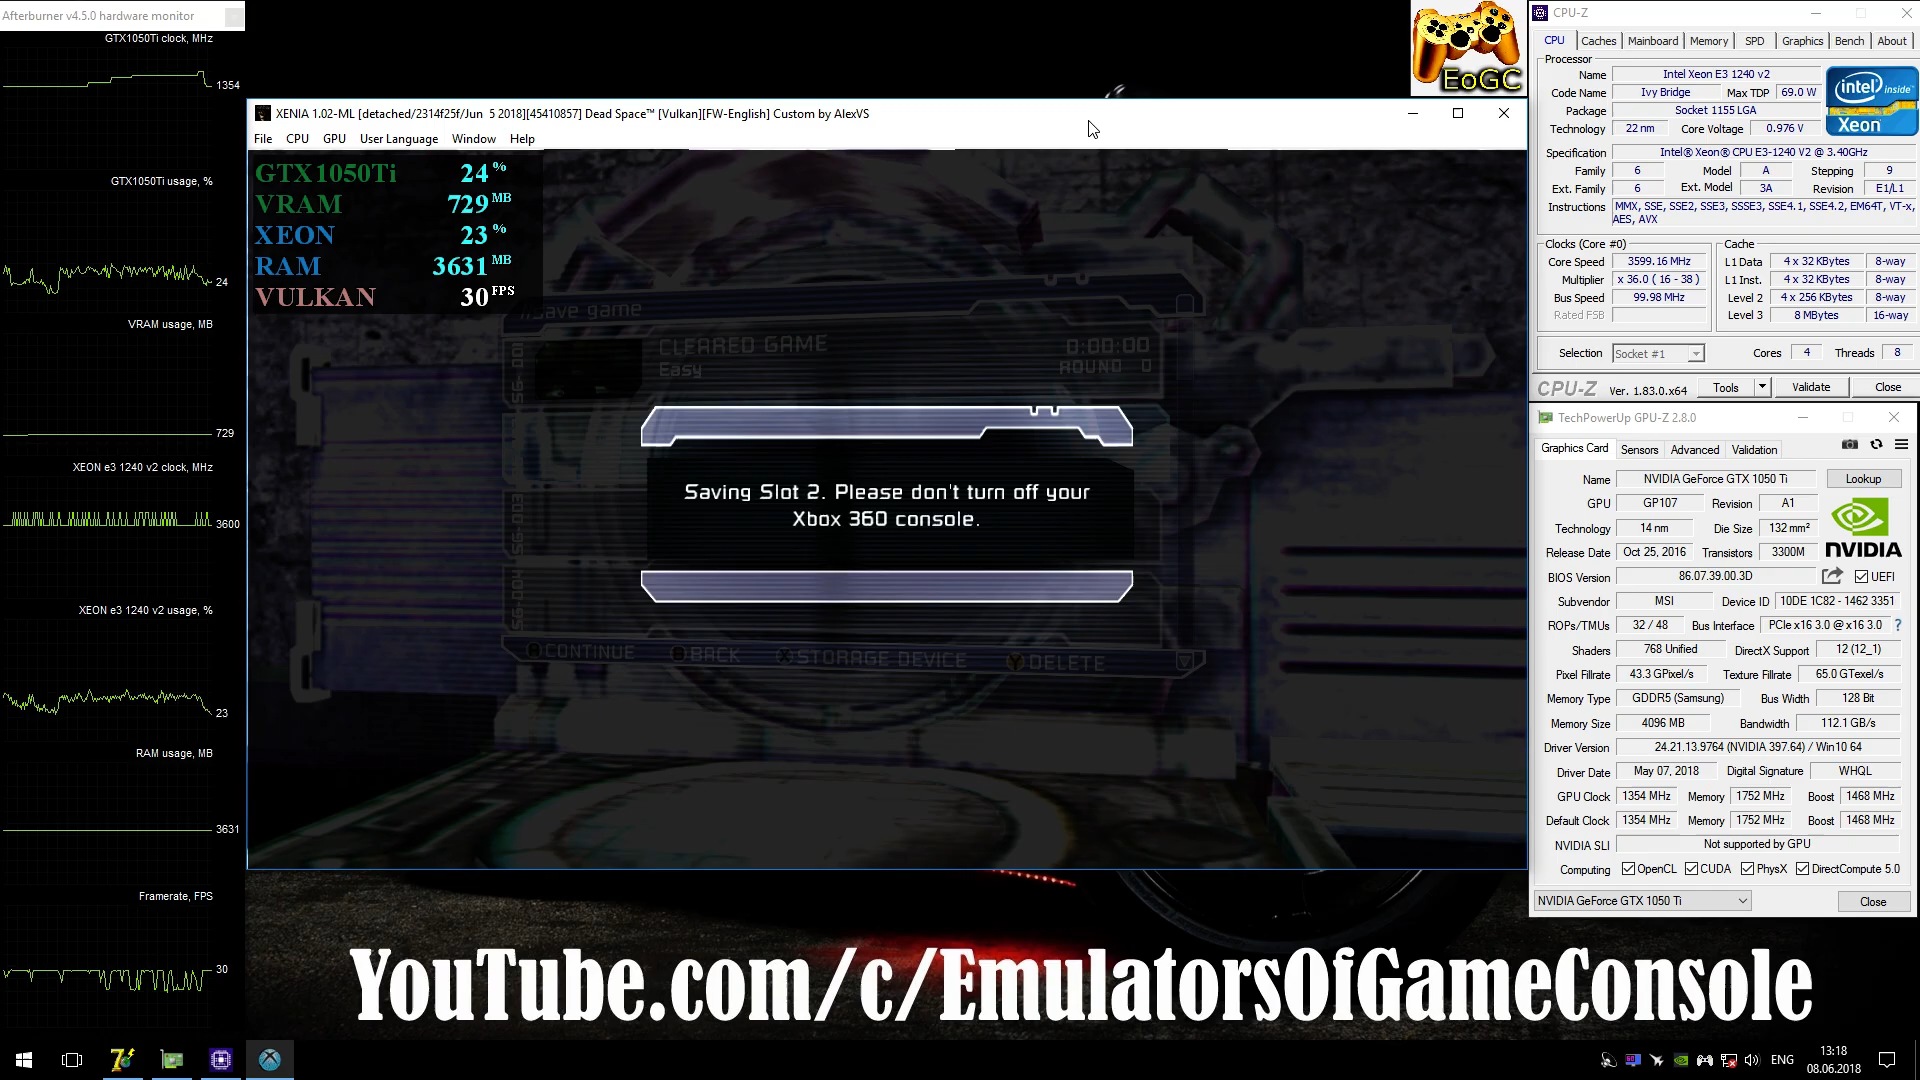 Afterburner v4.5.0 hardware monitor
GTX1050Ti clock, MHz
1354
GTX1050Ti usage, %
24
VRAM usage, MB
729
XEON e3 1240 v2 clock, MHz
3600
XEON e3 1240 v2 usage, %
23
RAM usage, MB
3631
Framerate, FPS
30
XENIA 1.02-ML [detached/2314f25f/Jun 5 2018][45410857] Dead Space™ [Vulkan][FW-English] Custom by AlexVS
File CPU GPU User Language Window Help
GTX1050Ti 24 %
VRAM 729 MB
XEON 23 %
RAM 3631 MB
VULKAN 30 FPS
Save game
CLEARED GAME 0:00:00
Easy ROUND 0
SG-001
SG-003
SG-004
Saving Slot 2. Please don't turn off your
Xbox 360 console.
CONTINUE B BACK X STORAGE DEVICE Y DELETE
EoGC
CPU-Z
CPU Caches Mainboard Memory SPD Graphics Bench About
Processor
Name Intel Xeon E3 1240 v2
Code Name Ivy Bridge Max TDP 69.0 W
Package Socket 1155 LGA
Technology 22 nm Core Voltage 0.976 V
intel inside™
Xeon
Specification Intel® Xeon® CPU E3-1240 V2 @ 3.40GHz
Family 6 Model A Stepping 9
Ext. Family 6 Ext. Model 3A Revision E1/L1
Instructions MMX, SSE, SSE2, SSE3, SSSE3, SSE4.1, SSE4.2, EM64T, VT-x,
AES, AVX
Clocks (Core #0)
Core Speed 3599.16 MHz
Multiplier x 36.0 ( 16 - 38 )
Bus Speed 99.98 MHz
Rated FSB
Cache
L1 Data 4 x 32 KBytes 8-way
L1 Inst. 4 x 32 KBytes 8-way
Level 2 4 x 256 KBytes 8-way
Level 3 8 MBytes 16-way
Selection Socket #1 Cores 4 Threads 8
CPU-Z Ver. 1.83.0.x64 Tools Validate Close
TechPowerUp GPU-Z 2.8.0
Graphics Card Sensors Advanced Validation
Name NVIDIA GeForce GTX 1050 Ti Lookup
GPU GP107 Revision A1
Technology 14 nm Die Size 132 mm²
Release Date Oct 25, 2016 Transistors 3300M
NVIDIA
BIOS Version 86.07.39.00.3D UEFI
Subvendor MSI Device ID 10DE 1C82 - 1462 3351
ROPs/TMUs 32 / 48 Bus Interface PCIe x16 3.0 @ x16 3.0 ?
Shaders 768 Unified DirectX Support 12 (12_1)
Pixel Fillrate 43.3 GPixel/s Texture Fillrate 65.0 GTexel/s
Memory Type GDDR5 (Samsung) Bus Width 128 Bit
Memory Size 4096 MB Bandwidth 112.1 GB/s
Driver Version 24.21.13.9764 (NVIDIA 397.64) / Win10 64
Driver Date May 07, 2018 Digital Signature WHQL
GPU Clock 1354 MHz Memory 1752 MHz Boost 1468 MHz
Default Clock 1354 MHz Memory 1752 MHz Boost 1468 MHz
NVIDIA SLI Not supported by GPU
Computing OpenCL CUDA PhysX DirectCompute 5.0
NVIDIA GeForce GTX 1050 Ti Close
YouTube.com/c/EmulatorsOfGameConsole
ENG
13:18
08.06.2018